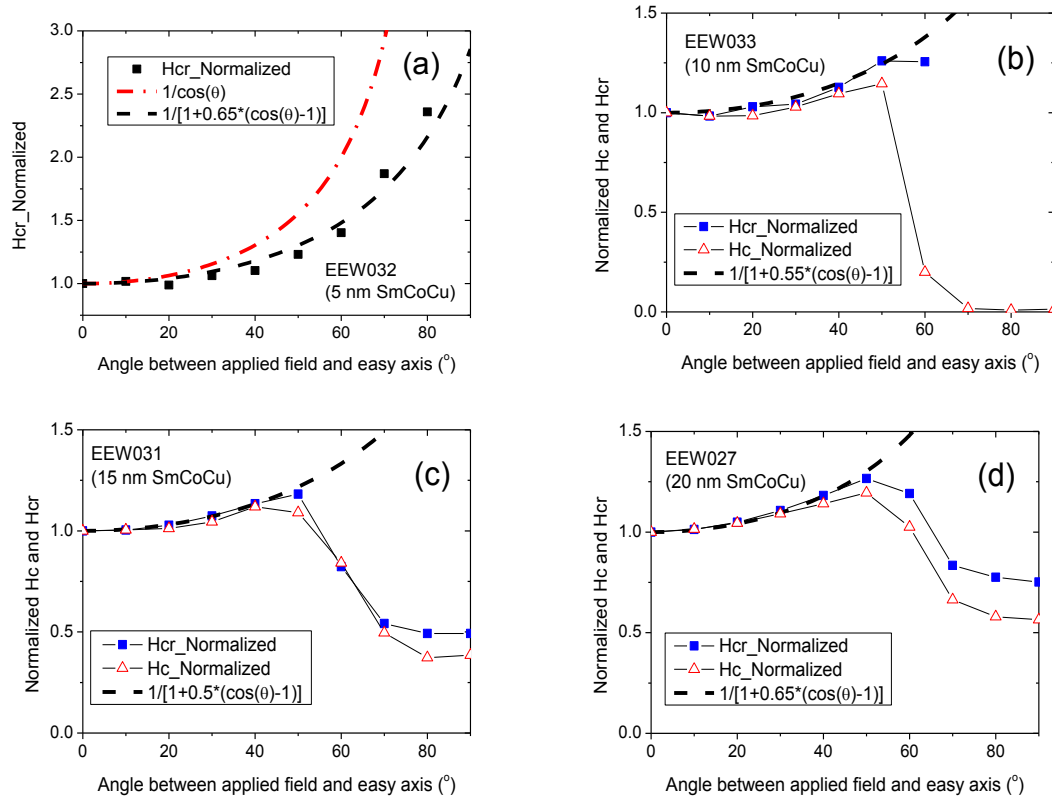 (a)
Hcr_Normalized
1/cos(θ)
1/[1+0.65*(cos(θ)-1)]
EEW032
(5 nm SmCoCu)
3.0
2.5
2.0
1.5
1.0
Hcr_Normalized
0 20 40 60 80
Angle between applied field and easy axis (°)
(b)
EEW033
(10 nm SmCoCu)
Hcr_Normalized
Hc_Normalized
1/[1+0.55*(cos(θ)-1)]
1.5
1.0
0.5
0.0
Normalized Hc and Hcr
0 20 40 60 80
Angle between applied field and easy axis (°)
(c)
EEW031
(15 nm SmCoCu)
Hcr_Normalized
Hc_Normalized
1/[1+0.5*(cos(θ)-1)]
1.5
1.0
0.5
0.0
Normalized Hc and Hcr
0 20 40 60 80
Angle between applied field and easy axis (°)
(d)
EEW027
(20 nm SmCoCu)
Hcr_Normalized
Hc_Normalized
1/[1+0.65*(cos(θ)-1)]
1.5
1.0
0.5
0.0
Normalized Hc and Hcr
0 20 40 60 80
Angle between applied field and easy axis (°)